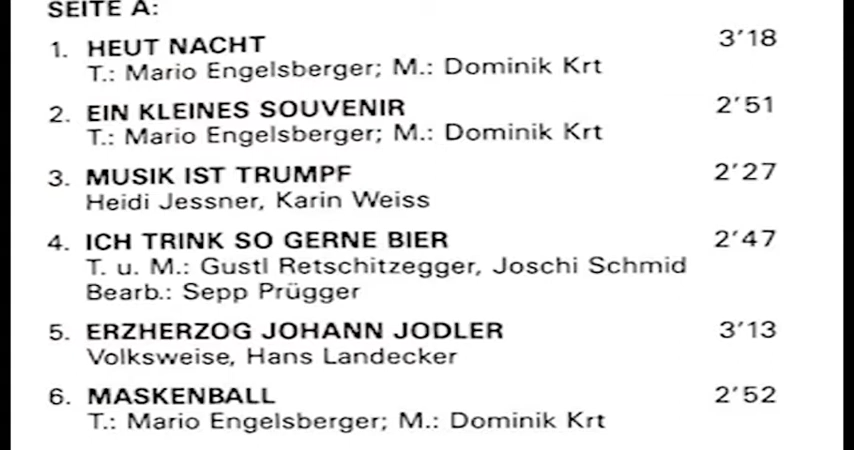 SEITE A:
1. HEUT NACHT 3'18
T.: Mario Engelsberger; M.: Dominik Krt
2. EIN KLEINES SOUVENIR 2'51
T.: Mario Engelsberger; M.: Dominik Krt
3. MUSIK IST TRUMPF 2'27
Heidi Jessner, Karin Weiss
4. ICH TRINK SO GERNE BIER 2'47
T. u. M.: Gustl Retschitzegger, Joschi Schmid
Bearb.: Sepp Prügger
5. ERZHERZOG JOHANN JODLER 3'13
Volksweise, Hans Landecker
6. MASKENBALL 2'52
T.: Mario Engelsberger; M.: Dominik Krt